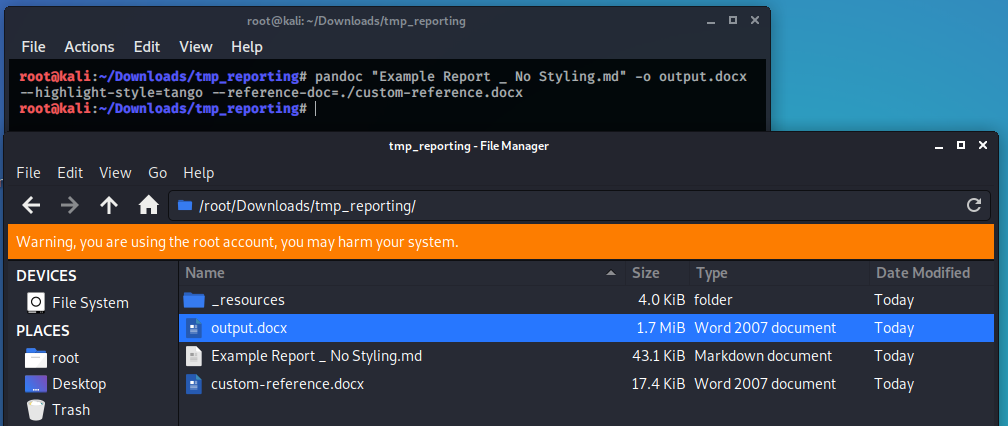 root@kali: ~/Downloads/tmp_reporting
File Actions Edit View Help
root@kali:~/Downloads/tmp_reporting# pandoc "Example Report _ No Styling.md" -o output.docx
--highlight-style=tango --reference-doc=./custom-reference.docx
root@kali:~/Downloads/tmp_reporting#
tmp_reporting - File Manager
File Edit View Go Help
/root/Downloads/tmp_reporting/
Warning, you are using the root account, you may harm your system.
DEVICES
File System
PLACES
root
Desktop
Trash
Name Size Type Date Modified
_resources 4.0 KiB folder Today
output.docx 1.7 MiB Word 2007 document Today
Example Report _ No Styling.md 43.1 KiB Markdown document Today
custom-reference.docx 17.4 KiB Word 2007 document Today